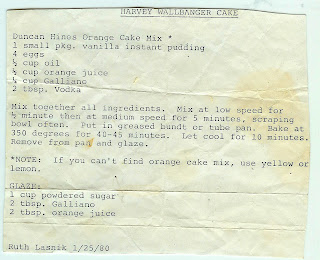 HARVEY WALLBANGER CAKE
Duncan Hines Orange Cake Mix *
1 small pkg. vanilla instant pudding
4 eggs
½ cup oil
½ cup orange juice
½ cup Galliano
2 tbsp. Vodka
Mix together all ingredients. Mix at low speed for
½ minute then at medium speed for 5 minutes, scraping
bowl often. Put in greased bundt or tube pan. Bake at
350 degrees for 40-45 minutes. Let cool for 10 minutes.
Remove from pan and glaze.
*NOTE: If you can't find orange cake mix, use yellow or
lemon.
GLAZE:
1 cup powdered sugar
2 tbsp. Galliano
2 tbsp. orange juice
Ruth Lasnik 1/25/80